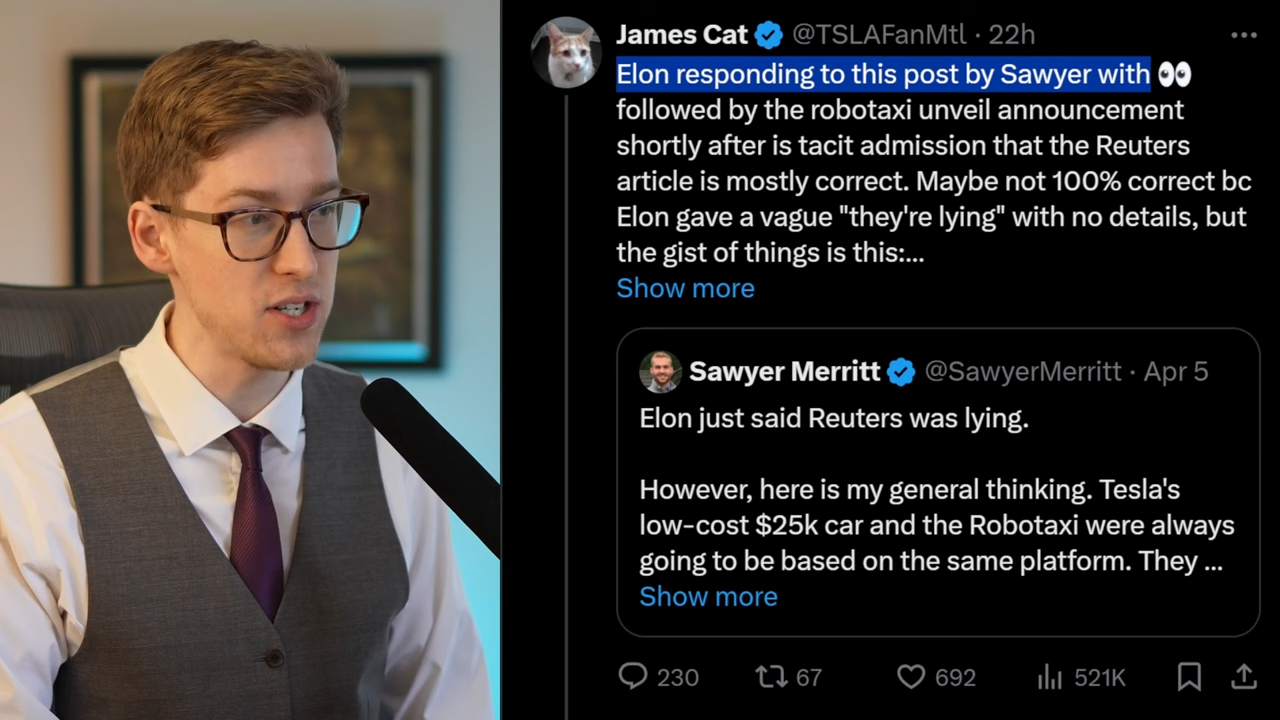 James Cat @TSLAFanMtl · 22h
Elon responding to this post by Sawyer with 👀
followed by the robotaxi unveil announcement
shortly after is tacit admission that the Reuters
article is mostly correct. Maybe not 100% correct bc
Elon gave a vague "they're lying" with no details, but
the gist of things is this:...
Show more
Sawyer Merritt @SawyerMerritt · Apr 5
Elon just said Reuters was lying.
However, here is my general thinking. Tesla's
low-cost $25k car and the Robotaxi were always
going to be based on the same platform. They ...
Show more
230 67 692 521K